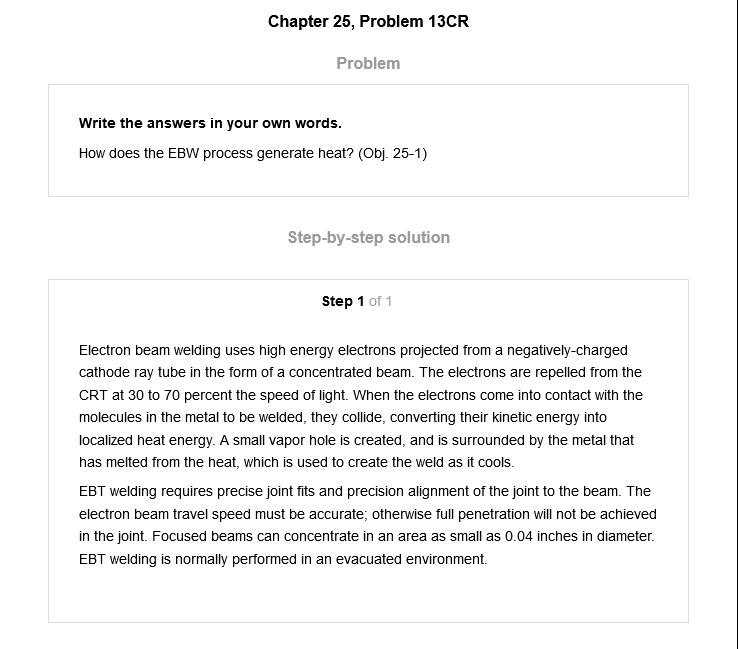 Chapter 25, Problem 13CR
Problem
Write the answers in your own words.
How does the EBW process generate heat? (Obj. 25-1)
Step-by-step solution
Step 1 of 1
Electron beam welding uses high energy electrons projected from a negatively-charged
cathode ray tube in the form of a concentrated beam. The electrons are repelled from the
CRT at 30 to 70 percent the speed of light. When the electrons come into contact with the
molecules in the metal to be welded, they collide, converting their kinetic energy into
localized heat energy. A small vapor hole is created, and is surrounded by the metal that
has melted from the heat, which is used to create the weld as it cools.
EBT welding requires precise joint fits and precision alignment of the joint to the beam. The
electron beam travel speed must be accurate; otherwise full penetration will not be achieved
in the joint. Focused beams can concentrate in an area as small as 0.04 inches in diameter.
EBT welding is normally performed in an evacuated environment.